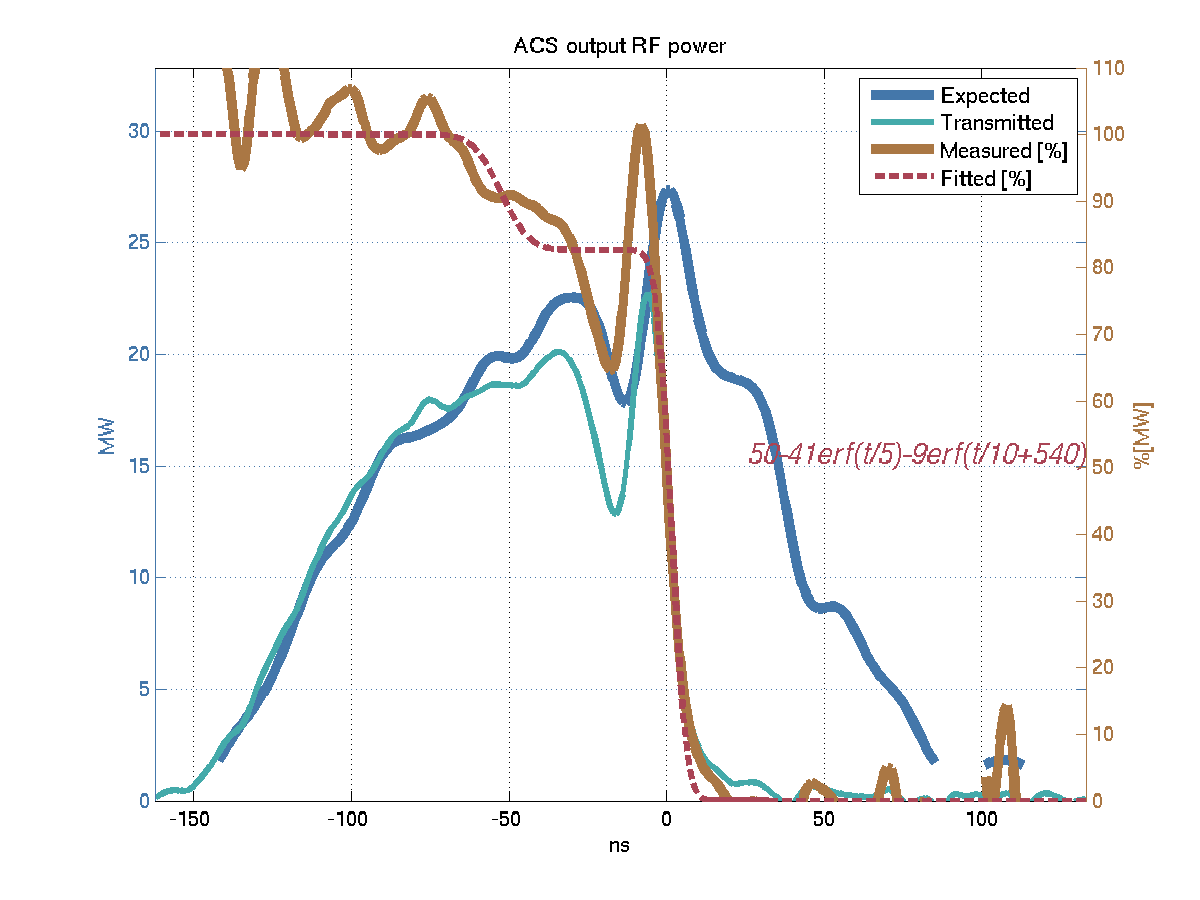 ACS output RF power
Expected
Transmitted
Measured [%]
Fitted [%]
30
25
20
15
10
5
0
MW
110
100
90
80
70
60
50
40
30
20
10
0
%[MW]
50-41erf(t/5)-9erf(t/10+540)
-150 -100 -50 0 50 100
ns